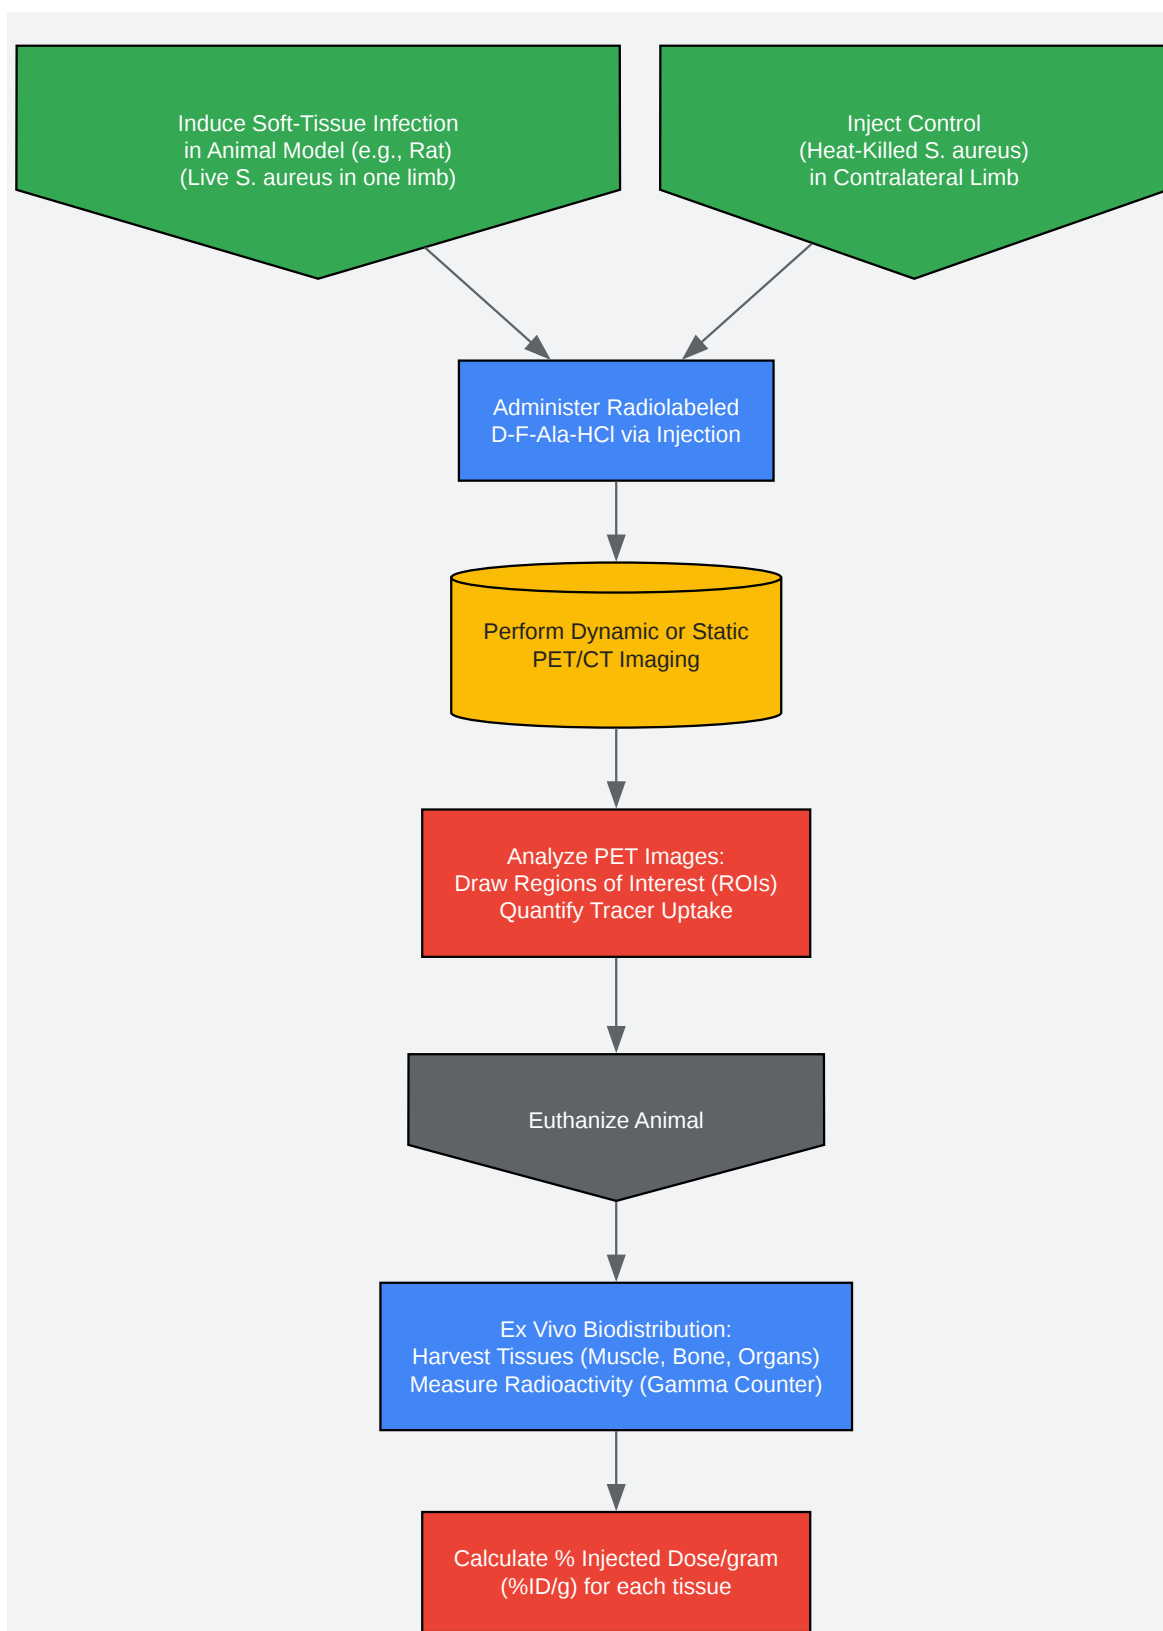 Induce Soft-Tissue Infection
in Animal Model (e.g., Rat)
(Live S. aureus in one limb)
Inject Control
(Heat-Killed S. aureus)
in Contralateral Limb
Administer Radiolabeled
D-F-Ala-HCl via Injection
Perform Dynamic or Static
PET/CT Imaging
Analyze PET Images:
Draw Regions of Interest (ROIs)
Quantify Tracer Uptake
Euthanize Animal
Ex Vivo Biodistribution:
Harvest Tissues (Muscle, Bone, Organs)
Measure Radioactivity (Gamma Counter)
Calculate % Injected Dose/gram
(%ID/g) for each tissue